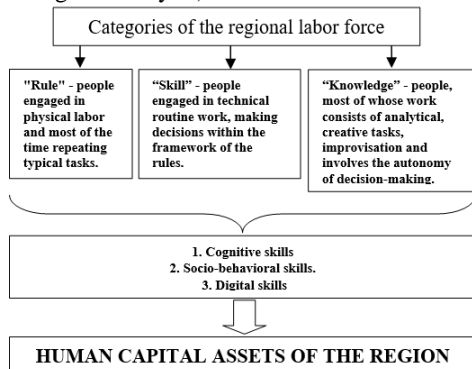 Categories of the regional labor force
"Rule" - people
engaged in
physical labor
and most of the
time repeating
typical tasks.
“Skill” - people
engaged in technical
routine work, making
decisions within the
framework of the
rules.
“Knowledge” - people,
most of whose work
consists of analytical,
creative tasks,
improvisation and
involves the autonomy
of decision-making.
1. Cognitive skills
2. Socio-behavioral skills.
3. Digital skills
HUMAN CAPITAL ASSETS OF THE REGION